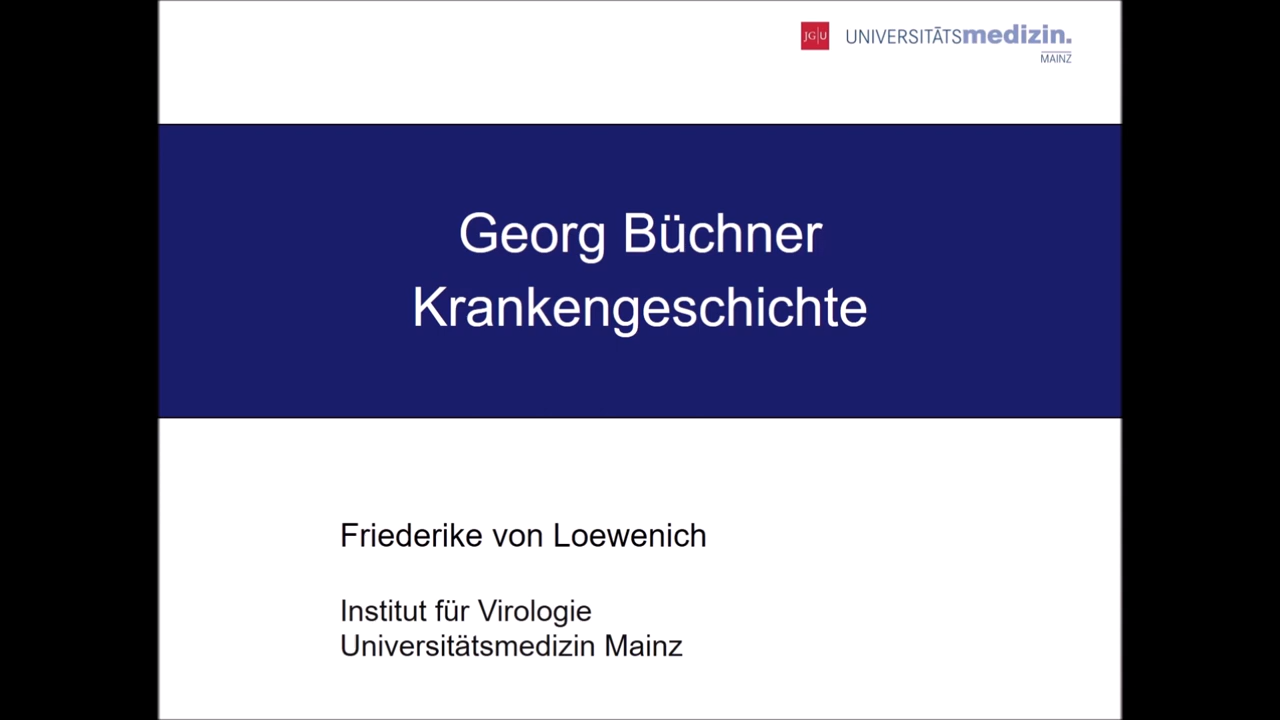 JG|U UNIVERSITÄTSmedizin.
MAINZ
Georg Büchner
Krankengeschichte
Friederike von Loewenich
Institut für Virologie
Universitätsmedizin Mainz